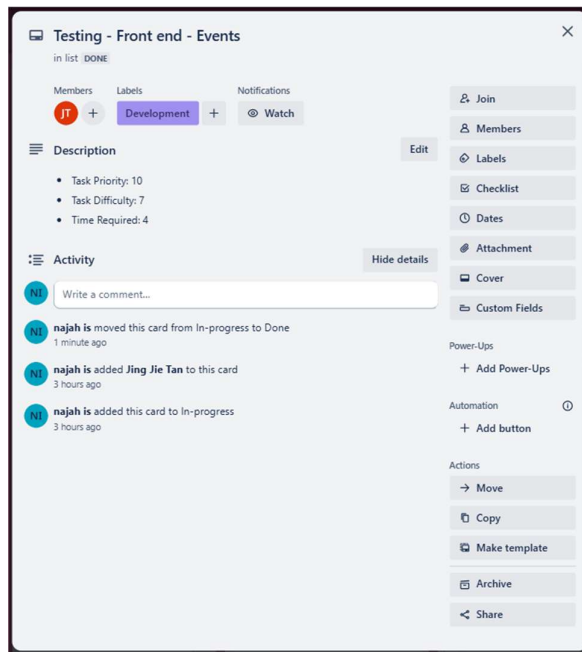 Testing - Front end - Events
in list DONE
Members
Labels
Notifications
JT
+
Development
+
Watch
Description
Edit
• Task Priority: 10
• Task Difficulty: 7
• Time Required: 4
Activity
Hide details
NI
Write a comment...
NI
najah is moved this card from In-progress to Done
1 minute ago
NI
najah is added Jing Jie Tan to this card
3 hours ago
NI
najah is added this card to In-progress
3 hours ago
Join
Members
Labels
Checklist
Dates
Attachment
Cover
Custom Fields
Power-Ups
+ Add Power-Ups
Automation
+ Add button
Actions
→ Move
Copy
Make template
Archive
Share